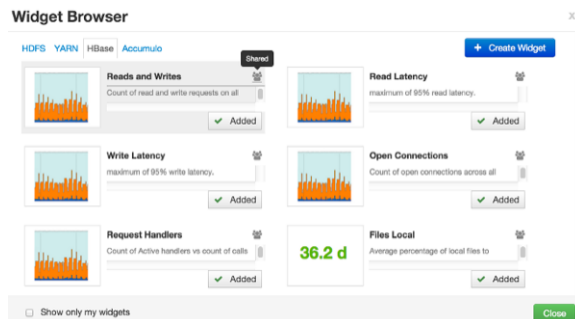 Widget Browser
x
HDFS YARN HBase Accumulo
+ Create Widget
Shared
Reads and Writes
Count of read and write requests on all
Added
Read Latency
maximum of 95% read latency.
Added
Write Latency
maximum of 95% write latency.
Added
Open Connections
Count of open connections across all
Added
Request Handlers
Count of Active handlers vs count of calls
Added
36.2 d
Files Local
Average percentage of local files to
Added
Show only my widgets
Close